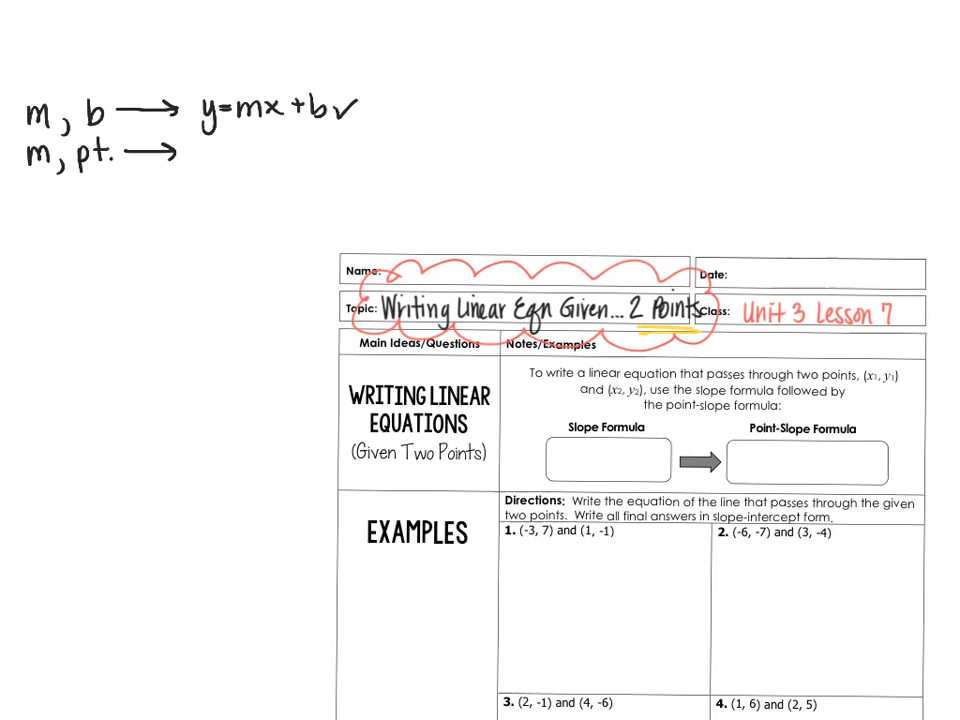 m, b → y=mx+b✓
m, pt. →
Name:
Date:
Topic: Writing Linear Eqn Given... 2 Points
Class: Unit 3 Lesson 7
Main Ideas/Questions
Notes/Examples
WRITING LINEAR
EQUATIONS
(Given Two Points)
To write a linear equation that passes through two points, (x₁, y₁)
and (x₂, y₂), use the slope formula followed by
the point-slope formula:
Slope Formula
Point-Slope Formula
EXAMPLES
Directions: Write the equation of the line that passes through the given
two points. Write all final answers in slope-intercept form.
1. (-3, 7) and (1, -1)
2. (-6, -7) and (3, -4)
3. (2, -1) and (4, -6)
4. (1, 6) and (2, 5)